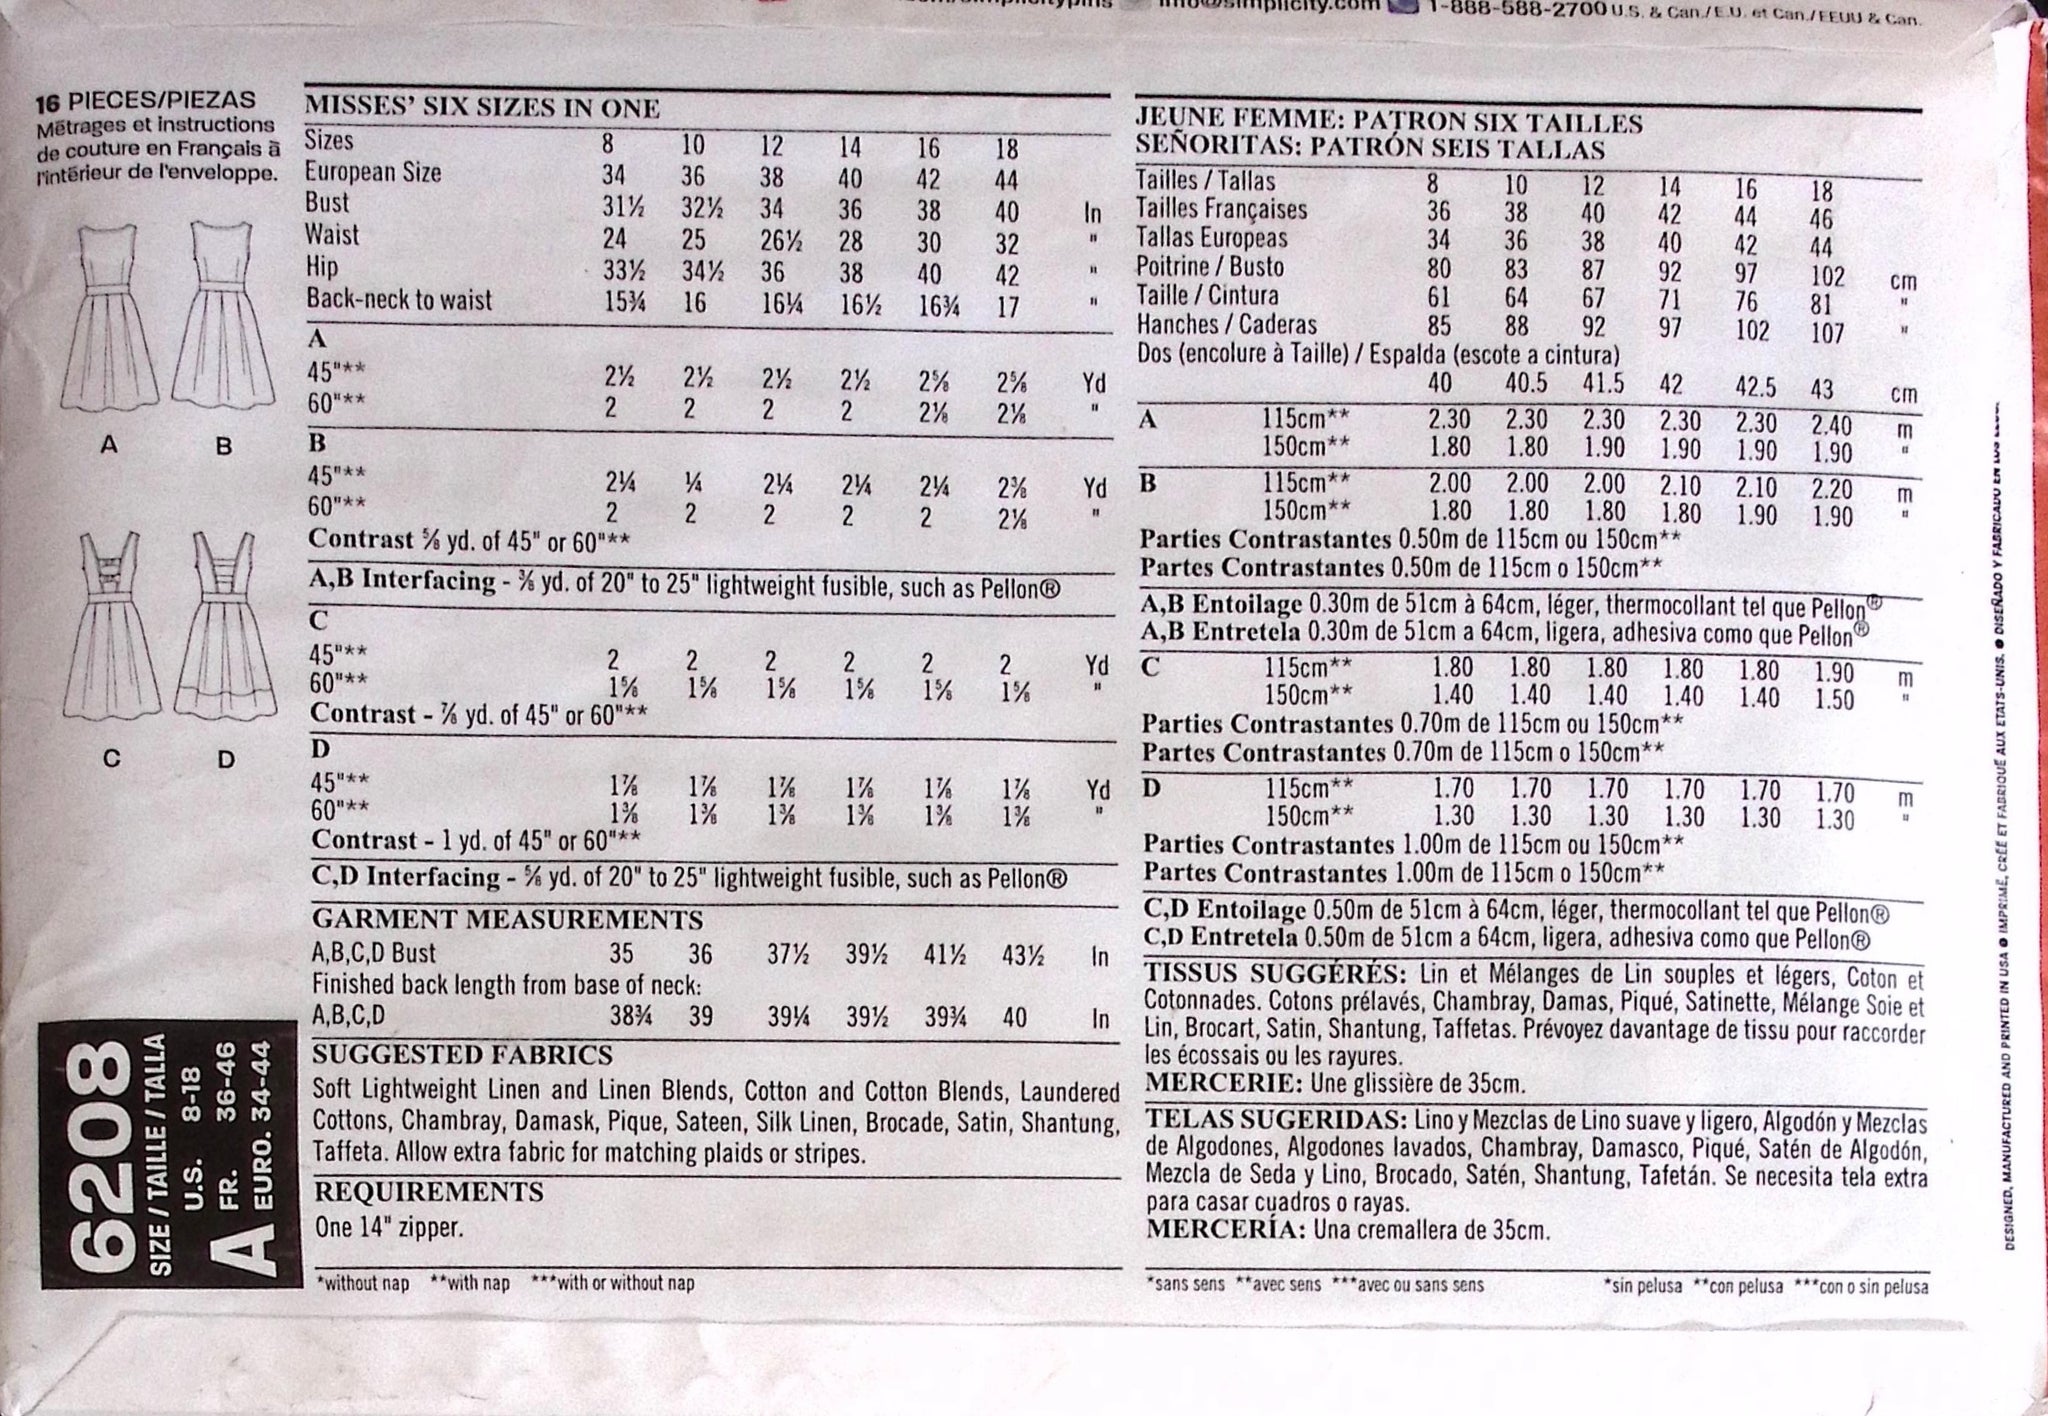 info@simplicity.com 1-888-588-2700 U.S. & Can./E.U. et Can./EEUU & Can.
16 PIECES/PIEZAS
Métrages et instructions
de couture en Français à
l'intérieur de l'enveloppe.
A B
C D
6208
SIZE / TAILLE / TALLA
U.S. 8-18
FR. 36-46
A EURO. 34-44
MISSES' SIX SIZES IN ONE
Sizes 8 10 12 14 16 18
European Size 34 36 38 40 42 44
Bust 31½ 32½ 34 36 38 40 In
Waist 24 25 26½ 28 30 32 "
Hip 33½ 34½ 36 38 40 42 "
Back-neck to waist 15¾ 16 16¼ 16½ 16¾ 17 "
A
45"** 2½ 2½ 2½ 2½ 2⅝ 2⅝ Yd
60"** 2 2 2 2 2⅛ 2⅛ "
B
45"** 2¼ ¼ 2¼ 2¼ 2¼ 2⅜ Yd
60"** 2 2 2 2 2 2⅛ "
Contrast ⅝ yd. of 45" or 60"**
A,B Interfacing - ⅜ yd. of 20" to 25" lightweight fusible, such as Pellon®
C
45"** 2 2 2 2 2 2 Yd
60"** 1⅝ 1⅝ 1⅝ 1⅝ 1⅝ 1⅝ "
Contrast - ⅞ yd. of 45" or 60"**
D
45"** 1⅞ 1⅞ 1⅞ 1⅞ 1⅞ 1⅞ Yd
60"** 1⅜ 1⅜ 1⅜ 1⅜ 1⅜ 1⅜ "
Contrast - 1 yd. of 45" or 60"**
C,D Interfacing - ⅝ yd. of 20" to 25" lightweight fusible, such as Pellon®
GARMENT MEASUREMENTS
A,B,C,D Bust 35 36 37½ 39½ 41½ 43½ In
Finished back length from base of neck:
A,B,C,D 38¾ 39 39¼ 39½ 39¾ 40 In
SUGGESTED FABRICS
Soft Lightweight Linen and Linen Blends, Cotton and Cotton Blends, Laundered
Cottons, Chambray, Damask, Pique, Sateen, Silk Linen, Brocade, Satin, Shantung,
Taffeta. Allow extra fabric for matching plaids or stripes.
REQUIREMENTS
One 14" zipper.
*without nap **with nap ***with or without nap
JEUNE FEMME: PATRON SIX TAILLES
SEÑORITAS: PATRÓN SEIS TALLAS
Tailles / Tallas 8 10 12 14 16 18
Tailles Françaises 36 38 40 42 44 46
Tallas Europeas 34 36 38 40 42 44
Poitrine / Busto 80 83 87 92 97 102 cm
Taille / Cintura 61 64 67 71 76 81 "
Hanches / Caderas 85 88 92 97 102 107 "
Dos (encolure à Taille) / Espalda (escote a cintura)
40 40.5 41.5 42 42.5 43 cm
A 115cm** 2.30 2.30 2.30 2.30 2.30 2.40 m
150cm** 1.80 1.80 1.90 1.90 1.90 1.90 "
B 115cm** 2.00 2.00 2.00 2.10 2.10 2.20 m
150cm** 1.80 1.80 1.80 1.80 1.90 1.90 "
Parties Contrastantes 0.50m de 115cm ou 150cm**
Partes Contrastantes 0.50m de 115cm o 150cm**
A,B Entoilage 0.30m de 51cm à 64cm, léger, thermocollant tel que Pellon®
A,B Entretela 0.30m de 51cm a 64cm, ligera, adhesiva como que Pellon®
C 115cm** 1.80 1.80 1.80 1.80 1.80 1.90 m
150cm** 1.40 1.40 1.40 1.40 1.40 1.50 "
Parties Contrastantes 0.70m de 115cm ou 150cm**
Partes Contrastantes 0.70m de 115cm o 150cm**
D 115cm** 1.70 1.70 1.70 1.70 1.70 1.70 m
150cm** 1.30 1.30 1.30 1.30 1.30 1.30 "
Parties Contrastantes 1.00m de 115cm ou 150cm**
Partes Contrastantes 1.00m de 115cm o 150cm**
C,D Entoilage 0.50m de 51cm à 64cm, léger, thermocollant tel que Pellon®
C,D Entretela 0.50m de 51cm a 64cm, ligera, adhesiva como que Pellon®
TISSUS SUGGÉRÉS: Lin et Mélanges de Lin souples et légers, Coton et
Cotonnades. Cotons prélavés, Chambray, Damas, Piqué, Satinette, Mélange Soie et
Lin, Brocart, Satin, Shantung, Taffetas. Prévoyez davantage de tissu pour raccorder
les écossais ou les rayures.
MERCERIE: Une glissière de 35cm.
TELAS SUGERIDAS: Lino y Mezclas de Lino suave y ligero, Algodón y Mezclas
de Algodones, Algodones lavados, Chambray, Damasco, Piqué, Satén de Algodón,
Mezcla de Seda y Lino, Brocado, Satén, Shantung, Tafetán. Se necesita tela extra
para casar cuadros o rayas.
MERCERÍA: Una cremallera de 35cm.
*sans sens **avec sens ***avec ou sans sens *sin pelusa **con pelusa ***con o sin pelusa
DESIGNED, MANUFACTURED AND PRINTED IN USA ● IMPRIMÉ, CRÉÉ ET FABRIQUÉ AUX ETATS-UNIS. ● DISEÑADO Y FABRICADO EN LOS